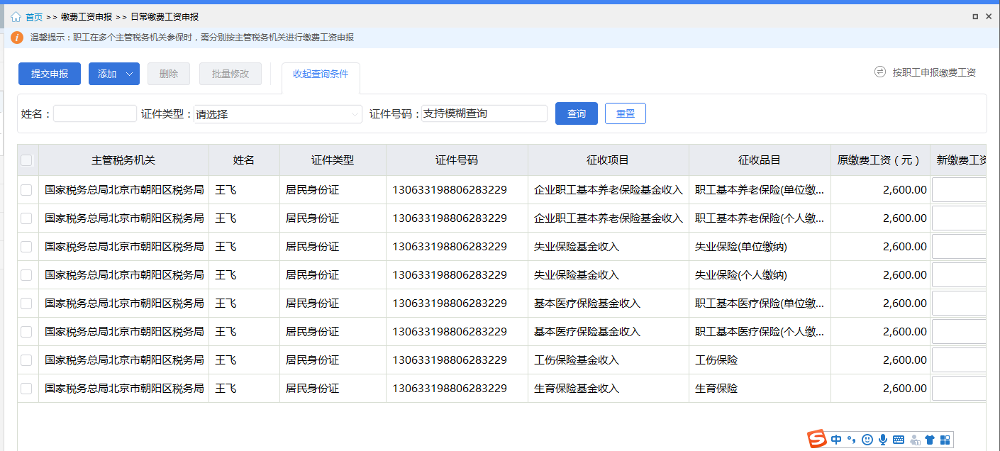 首页 >> 缴费工资申报 >> 日常缴费工资申报
温馨提示：职工在多个主管税务机关参保时，需分别按主管税务机关进行缴费工资申报
提交申报 添加 删除 批量修改 收起查询条件 按职工申报缴费工资
姓名： 证件类型：请选择 证件号码：支持模糊查询 查询 重置
主管税务机关 姓名 证件类型 证件号码 征收项目 征收品目 原缴费工资（元） 新缴费工资
国家税务总局北京市朝阳区税务局 王飞 居民身份证 130633198806283229 企业职工基本养老保险基金收入 职工基本养老保险(单位缴... 2,600.00
国家税务总局北京市朝阳区税务局 王飞 居民身份证 130633198806283229 企业职工基本养老保险基金收入 职工基本养老保险(个人缴... 2,600.00
国家税务总局北京市朝阳区税务局 王飞 居民身份证 130633198806283229 失业保险基金收入 失业保险(单位缴纳) 2,600.00
国家税务总局北京市朝阳区税务局 王飞 居民身份证 130633198806283229 失业保险基金收入 失业保险(个人缴纳) 2,600.00
国家税务总局北京市朝阳区税务局 王飞 居民身份证 130633198806283229 基本医疗保险基金收入 职工基本医疗保险(单位缴... 2,600.00
国家税务总局北京市朝阳区税务局 王飞 居民身份证 130633198806283229 基本医疗保险基金收入 职工基本医疗保险(个人缴... 2,600.00
国家税务总局北京市朝阳区税务局 王飞 居民身份证 130633198806283229 工伤保险基金收入 工伤保险 2,600.00
国家税务总局北京市朝阳区税务局 王飞 居民身份证 130633198806283229 生育保险基金收入 生育保险 2,600.00
S 中